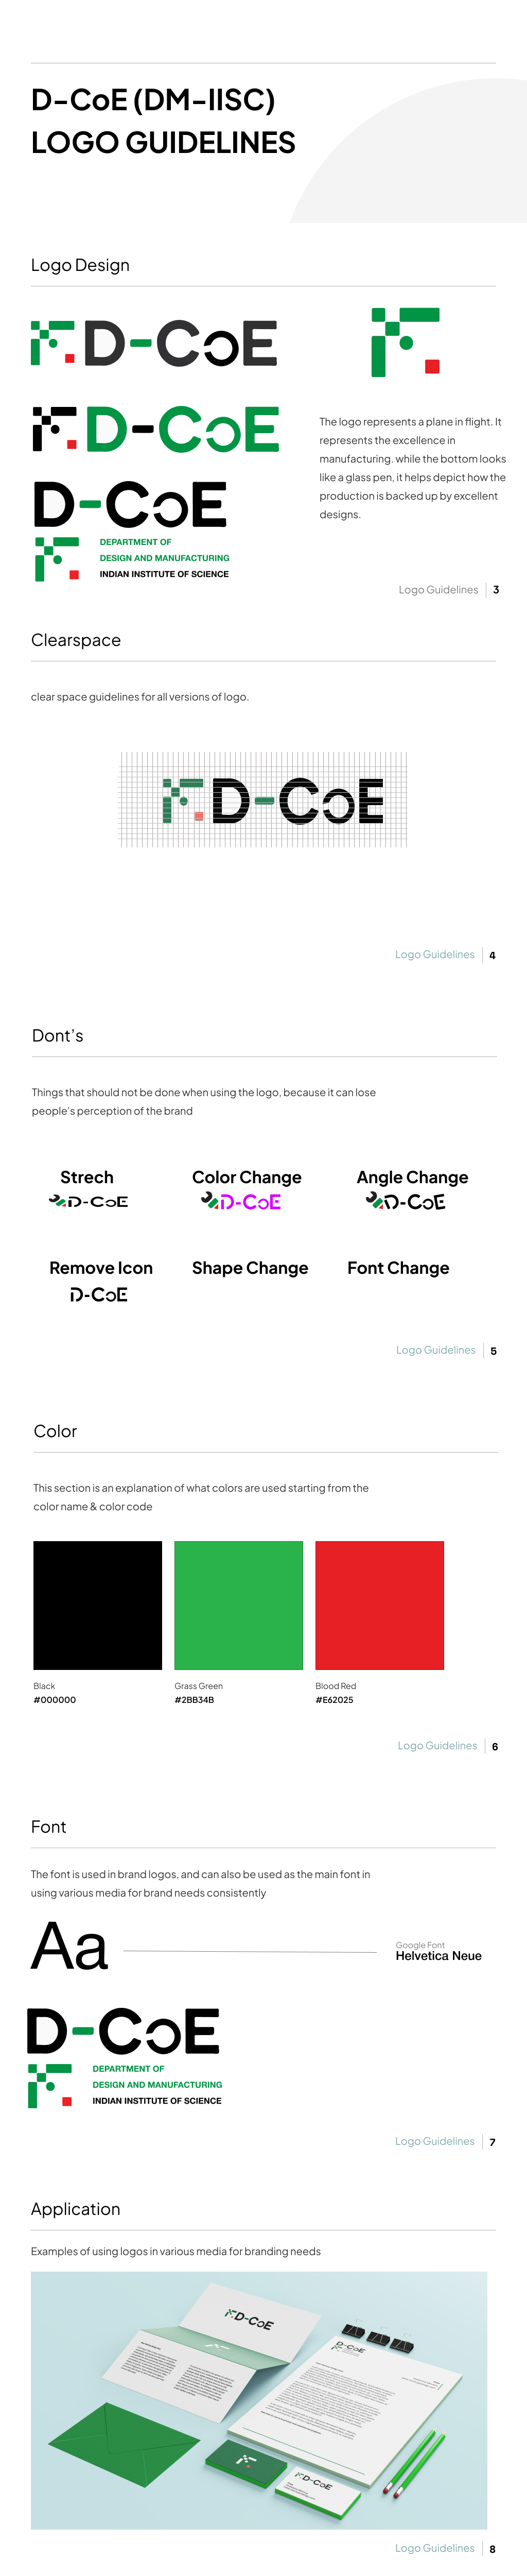 D-CoE (DM-IISC)
LOGO GUIDELINES
Logo Design
D-CoE
D-CoE
D-CoE
DEPARTMENT OF
DESIGN AND MANUFACTURING
INDIAN INSTITUTE OF SCIENCE
The logo represents a plane in flight. It
represents the excellence in
manufacturing. while the bottom looks
like a glass pen, it helps depict how the
production is backed up by excellent
designs.
Logo Guidelines 3
Clearspace
clear space guidelines for all versions of logo.
D-CoE
Logo Guidelines 4
Dont's
Things that should not be done when using the logo, because it can lose
people's perception of the brand
Strech
D-CoE
Color Change
D-CoE
Angle Change
D-CoE
Remove Icon
D-CoE
Shape Change
Font Change
Logo Guidelines 5
Color
This section is an explanation of what colors are used starting from the
color name & color code
Black
#000000
Grass Green
#2BB34B
Blood Red
#E62025
Logo Guidelines 6
Font
The font is used in brand logos, and can also be used as the main font in
using various media for brand needs consistently
Aa
Google Font
Helvetica Neue
D-CoE
DEPARTMENT OF
DESIGN AND MANUFACTURING
INDIAN INSTITUTE OF SCIENCE
Logo Guidelines 7
Application
Examples of using logos in various media for branding needs
D-CoE
D-CoE
D-CoE
Logo Guidelines 8